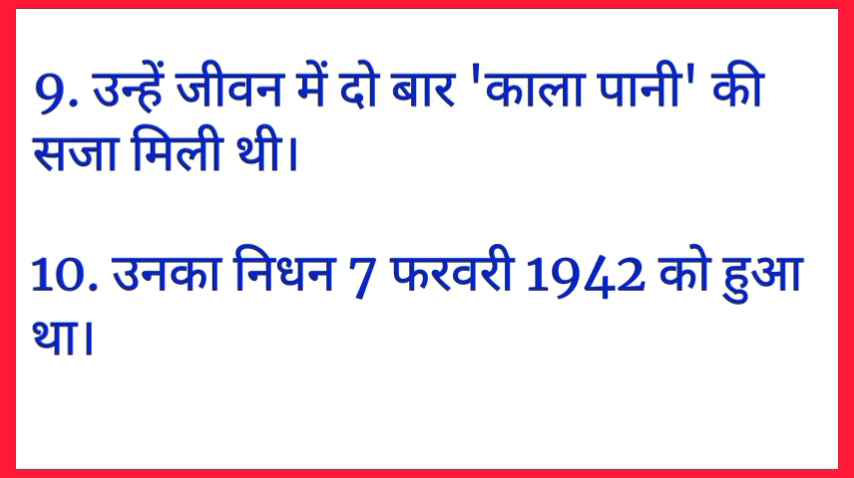 9. उन्हें जीवन में दो बार 'काला पानी' की
सजा मिली थी।
10. उनका निधन 7 फरवरी 1942 को हुआ
था।